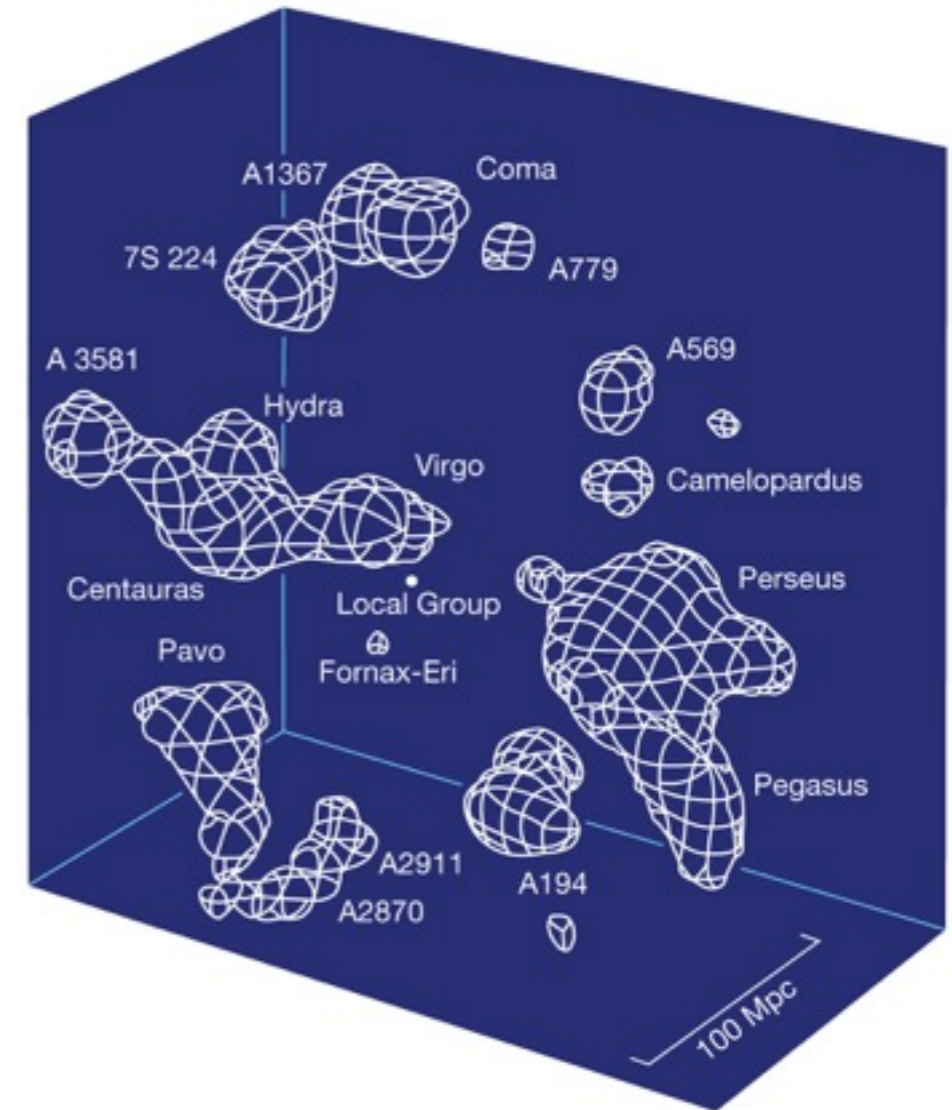 A1367
Coma
7S 224
A779
A 3581
A569
Hydra
Virgo
Camelopardus
Centauras
Local Group
Perseus
Pavo
Fornax-Eri
Pegasus
A2911
A194
A2870
100 Mpc